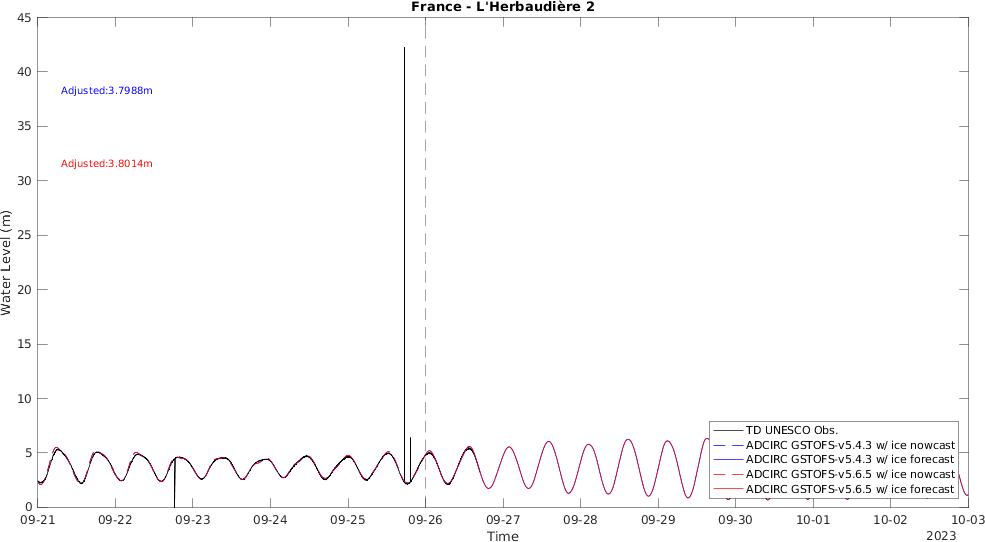 France - L'Herbaudière 2
45
40
35
30
25
20
15
10
5
0
Water Level (m)
Adjusted:3.7988m
Adjusted:3.8014m
TD UNESCO Obs.
ADCIRC GSTOFS-v5.4.3 w/ ice nowcast
ADCIRC GSTOFS-v5.4.3 w/ ice forecast
ADCIRC GSTOFS-v5.6.5 w/ ice nowcast
ADCIRC GSTOFS-v5.6.5 w/ ice forecast
09-21 09-22 09-23 09-24 09-25 09-26 09-27 09-28 09-29 09-30 10-01 10-02 10-03
Time
2023